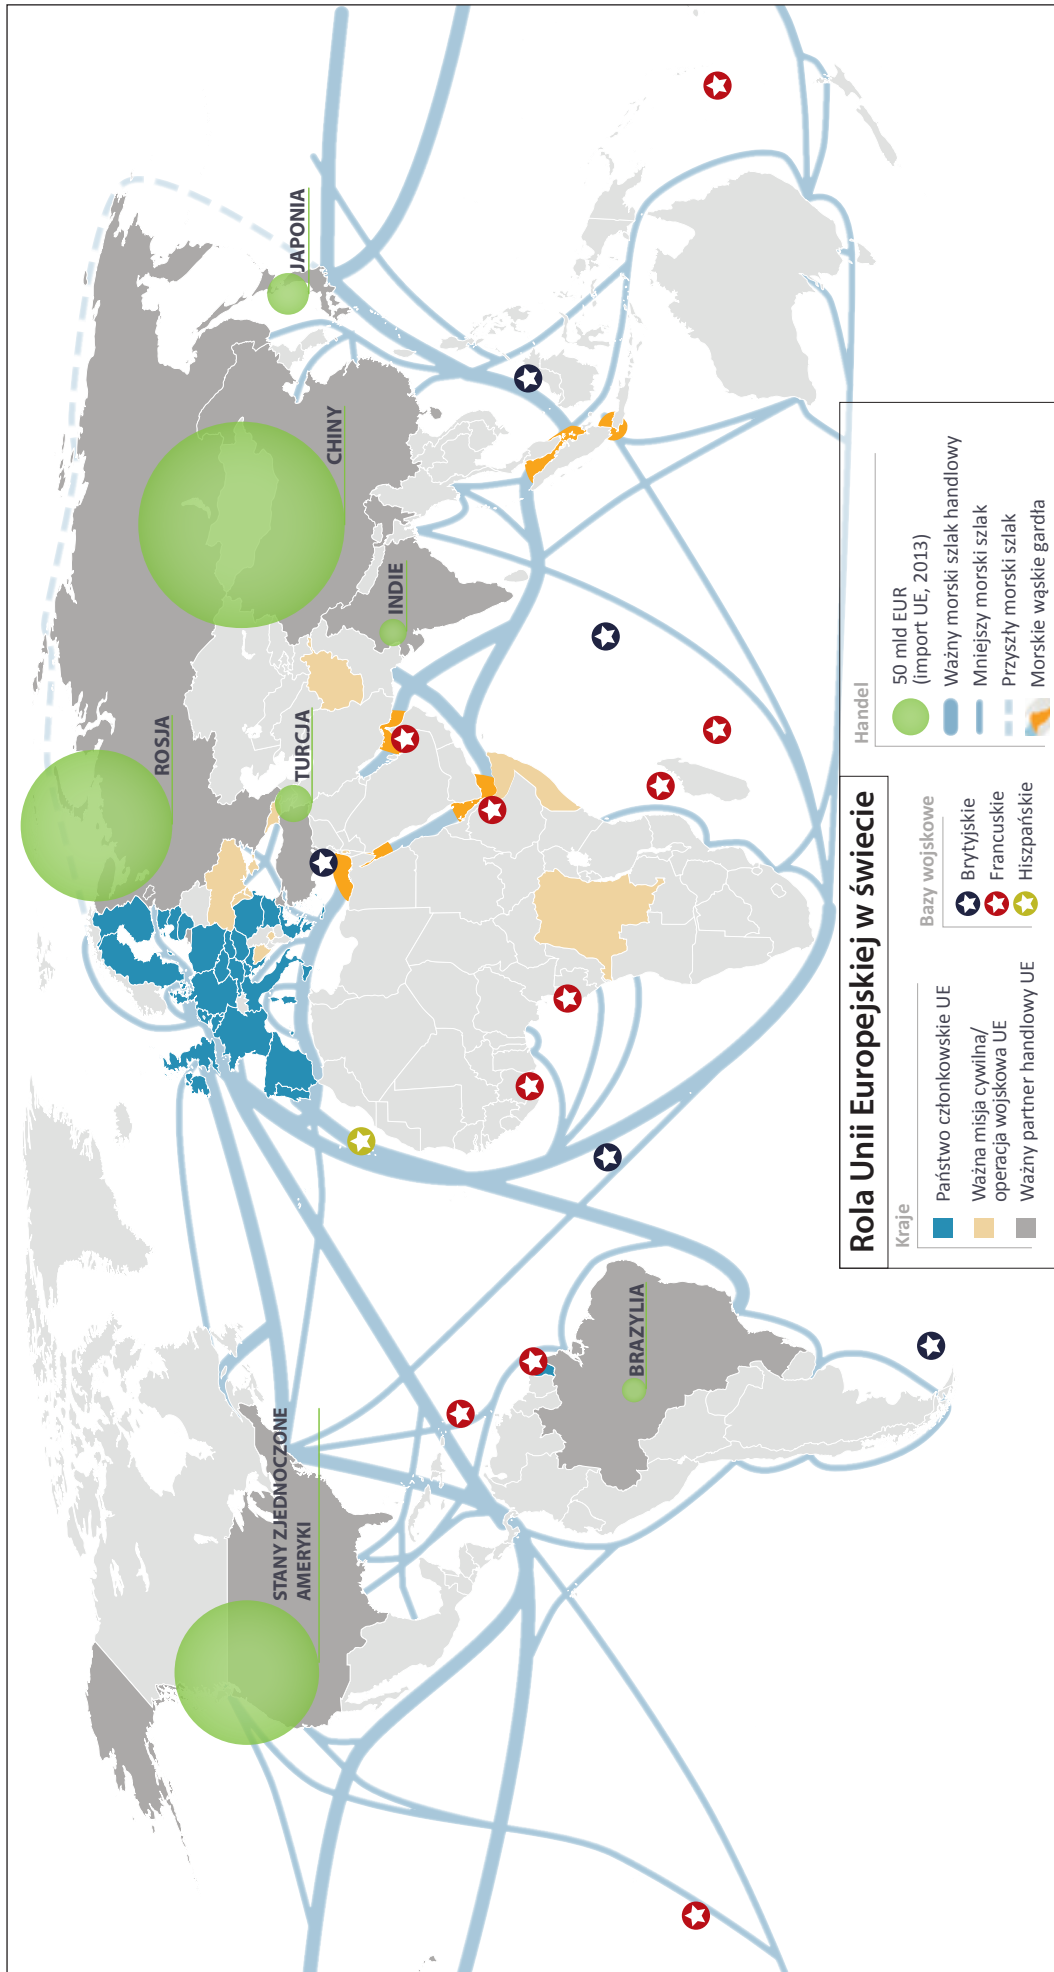 STANY ZJEDNOCZONE
AMERYKI
BRAZYLIA
ROSJA
TURCJA
INDIE
CHINY
JAPONIA
Rola Unii Europejskiej w świecie
Kraje
Państwo członkowskie UE
Ważna misja cywilna/
operacja wojskowa UE
Ważny partner handlowy UE
Bazy wojskowe
Brytyjskie
Francuskie
Hiszpańskie
Handel
50 mld EUR
(import UE, 2013)
Ważny morski szlak handlowy
Mniejszy morski szlak
Przyszły morski szlak
Morskie wąskie gardła